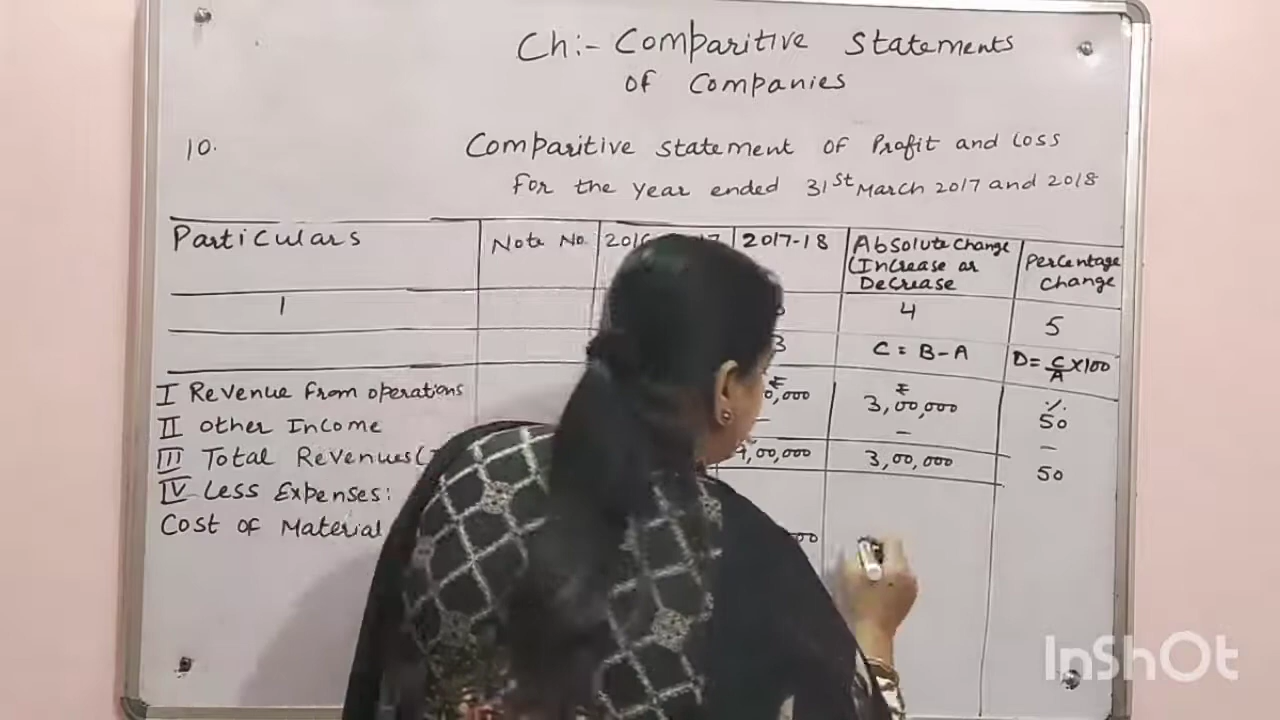 Ch:- Comparitive Statements
of Companies
10.
Comparitive statement of Profit and Loss
For the year ended 31st March 2017 and 2018
Particulars Note No. 2017-18 Absolute Change (Increase or Decrease Percentage change
1 4 5
C = B-A D = C/A X100
₹ ₹ %
I Revenue from operations 3,00,000 50
II Other Income - -
III Total Revenues 9,00,000 3,00,000 50
IV Less Expenses:
Cost of Material
InShOt